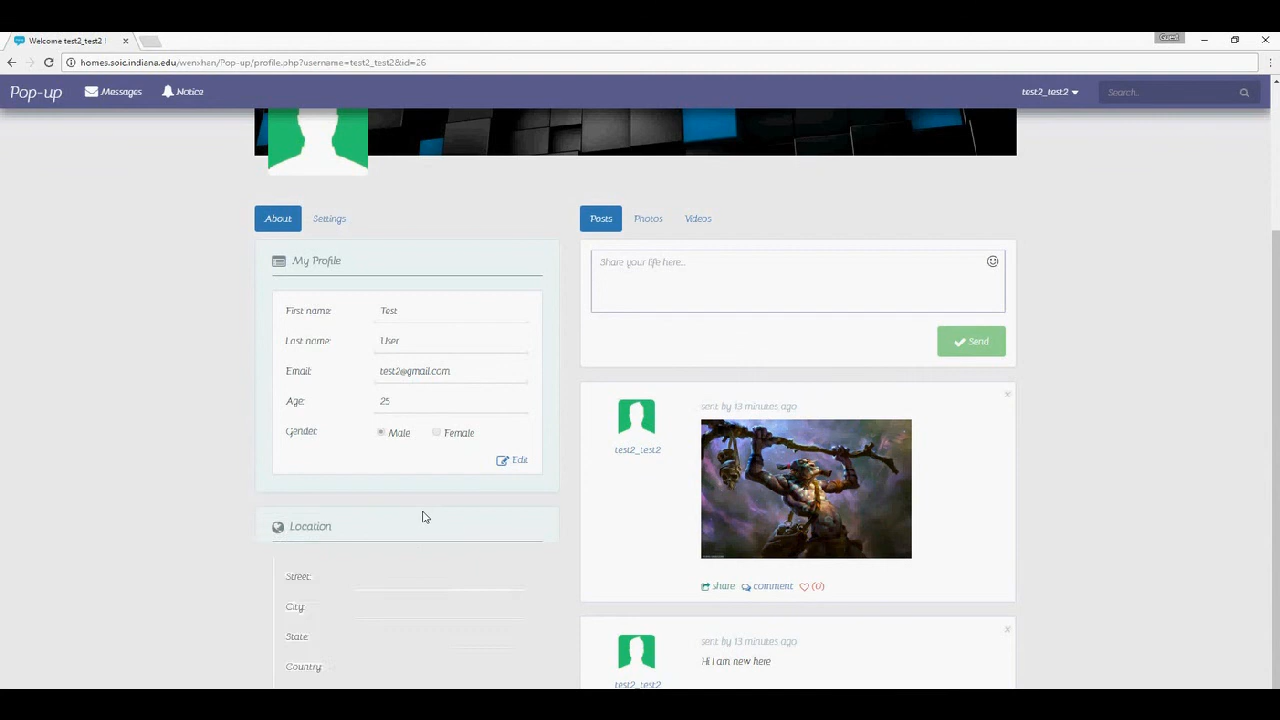 Welcome test2_test2
Guest
homes.soic.indiana.edu/wenxhan/Pop-up/profile.php?username=test2_test2&id=26
Pop-up Messages Notice test2_test2 Search...
About Settings
Posts Photos Videos
My Profile
First name: Test
Last name: User
Email: test2@gmail.com
Age: 25
Gender: Male Female
Edit
Location
Street:
City:
State:
Country:
Share your life here...
Send
sent by 13 minutes ago
test2_test2
share comment (0)
sent by 13 minutes ago
Hi I am new here
test2_test2